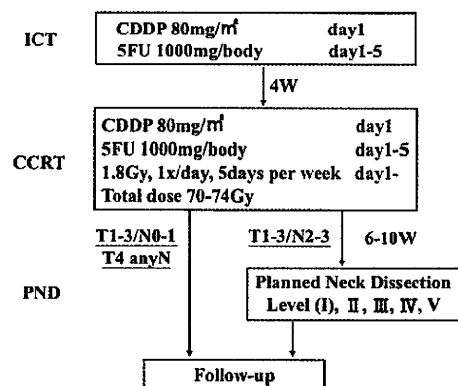 ICT
CDDP 80mg/㎡ day1
5FU 1000mg/body day1-5
4W
CCRT
CDDP 80mg/㎡ day1
5FU 1000mg/body day1-5
1.8Gy, 1x/day, 5days per week day1-
Total dose 70-74Gy
T1-3/N0-1
T4 anyN
T1-3/N2-3
6-10W
PND
Planned Neck Dissection
Level (I), Ⅱ, Ⅲ, Ⅳ, V
Follow-up